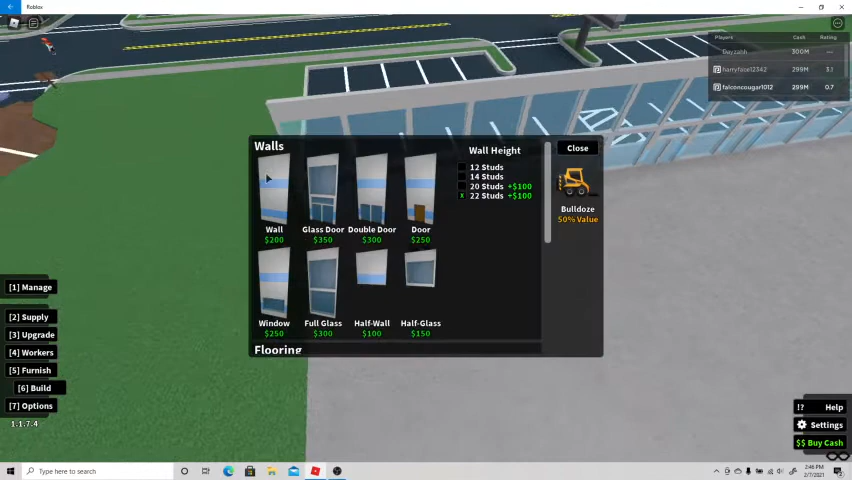 Roblox
Players Cash Rating
Dayzahh 300M ---
299M 3.1
falconcougar1012 299M 0.7
Walls
Wall Height
Close
12 Studs
14 Studs
20 Studs +$100
X 22 Studs +$100
Bulldoze
50% Value
Wall Glass Door Double Door Door
$200 $350 $300 $250
Window Full Glass Half-Wall Half-Glass
$250 $300 $100 $150
Flooring
[1] Manage
[2] Supply
[3] Upgrade
[4] Workers
[5] Furnish
[6] Build
[7] Options
1.1.7.4
!? Help
Settings
$$ Buy Cash
Type here to search
2:46 PM
2/7/2021